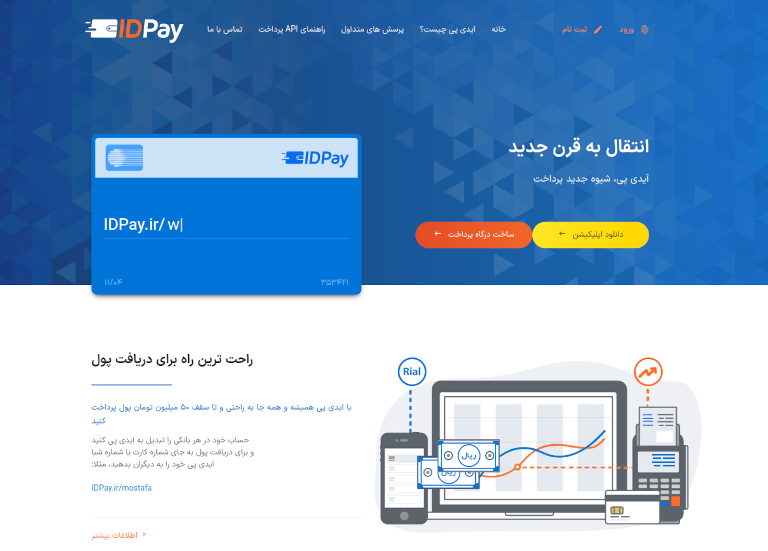 IDPay
خانه
آیدی پی چیست؟
پرسش های متداول
راهنمای API پرداخت
تماس با ما
ورود
ثبت نام
انتقال به قرن جدید
آیدی پی، شیوه جدید پرداخت
دانلود اپلیکیشن ←
ساخت درگاه پرداخت ←
IDPay
IDPay.ir/ w|
۱۱/۰۴
۳۵۳۴۲۱
راحت ترین راه برای دریافت پول
با آیدی پی همیشه و همه جا به راحتی و تا سقف ۵۰ میلیون تومان پول پرداخت
کنید
حساب خود در هر بانکی را تبدیل به آیدی پی کنید
و برای دریافت پول به جای شماره کارت یا شماره شبا
آیدی پی خود را به دیگران بدهید، مثلا:
IDPay.ir/mostafa
اطلاعات بیشتر
Rial
ریال
ریال